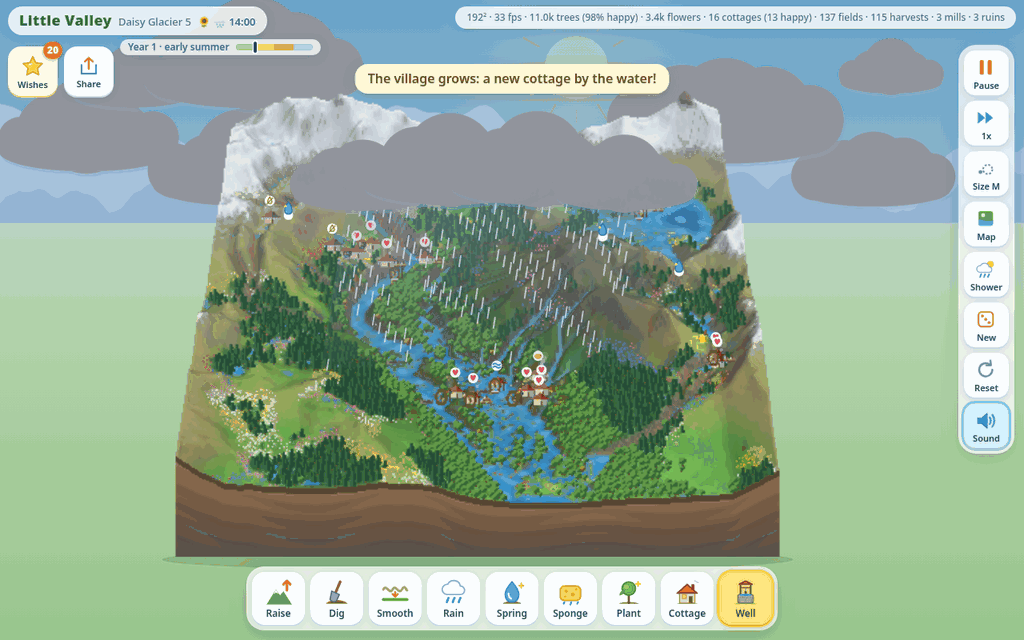 Little Valley Daisy Glacier 5 14:00
192² · 33 fps · 11.0k trees (98% happy) · 3.4k flowers · 16 cottages (13 happy) · 137 fields · 115 harvests · 3 mills · 3 ruins
Year 1 · early summer
20
Wishes
Share
The village grows: a new cottage by the water!
Pause
1x
Size M
Map
Shower
New
Reset
Sound
Raise
Dig
Smooth
Rain
Spring
Sponge
Plant
Cottage
Well